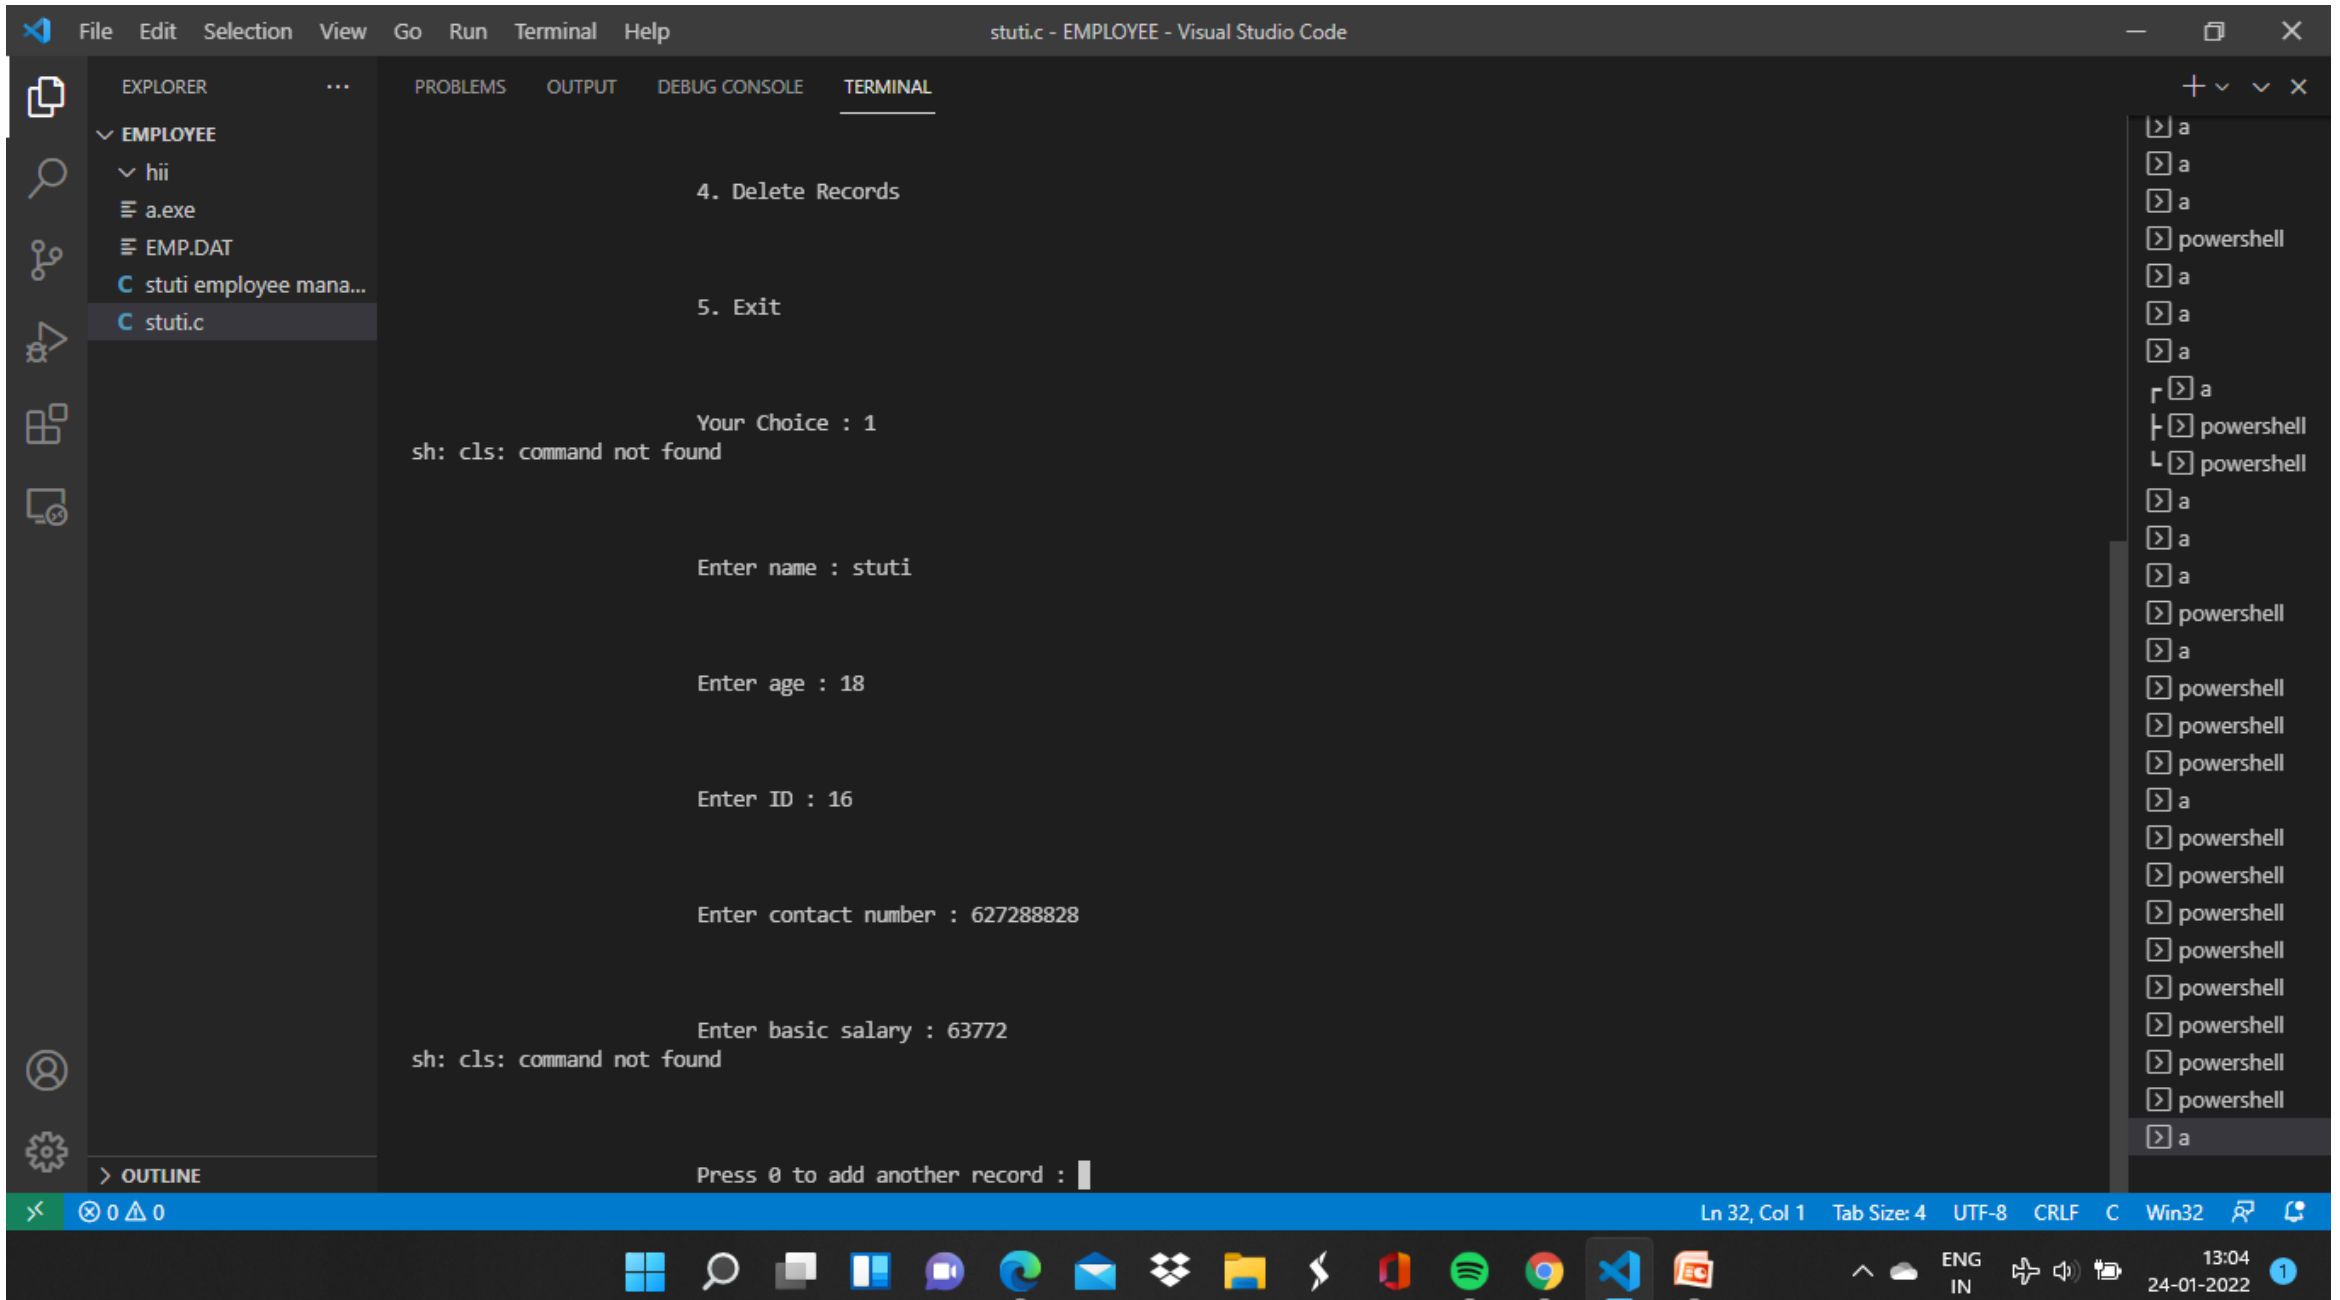 File Edit Selection View Go Run Terminal Help
stuti.c - EMPLOYEE - Visual Studio Code
EXPLORER ...
EMPLOYEE
hii
a.exe
EMP.DAT
C stuti employee mana...
C stuti.c
OUTLINE
PROBLEMS OUTPUT DEBUG CONSOLE TERMINAL
4. Delete Records
5. Exit
Your Choice : 1
sh: cls: command not found
Enter name : stuti
Enter age : 18
Enter ID : 16
Enter contact number : 627288828
Enter basic salary : 63772
sh: cls: command not found
Press 0 to add another record :
a
a
a
powershell
a
a
a
a
powershell
powershell
a
a
a
powershell
a
powershell
powershell
powershell
a
powershell
powershell
powershell
powershell
powershell
powershell
powershell
powershell
a
0 0
Ln 32, Col 1 Tab Size: 4 UTF-8 CRLF C Win32
ENG
IN
13:04
24-01-2022
1